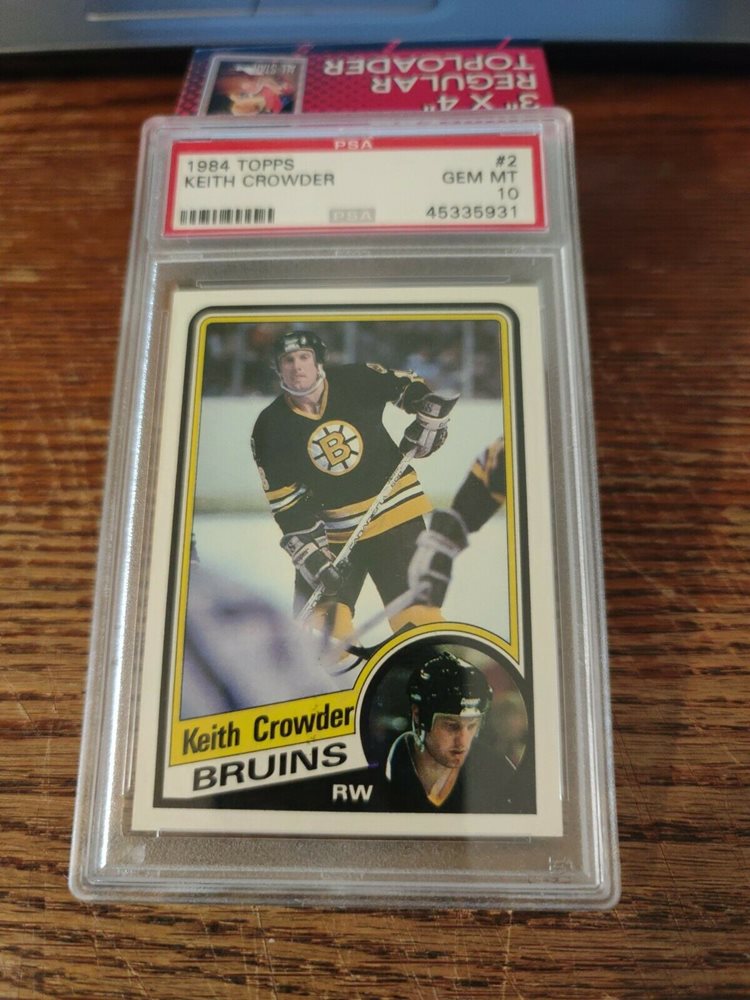 3" X 4"
REGULAR
TOPLOADER
PSA
1984 TOPPS #2
KEITH CROWDER GEM MT
10
PSA 45335931
B
Keith Crowder
BRUINS
RW